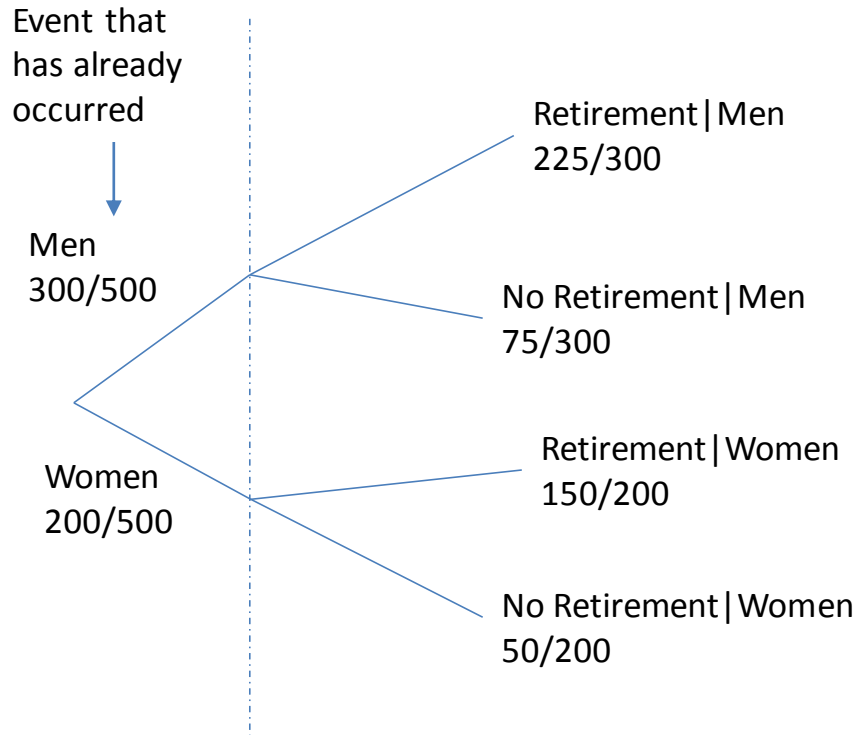 Event that
has already
occurred
Men
300/500
Women
200/500
Retirement|Men
225/300
No Retirement|Men
75/300
Retirement|Women
150/200
No Retirement|Women
50/200